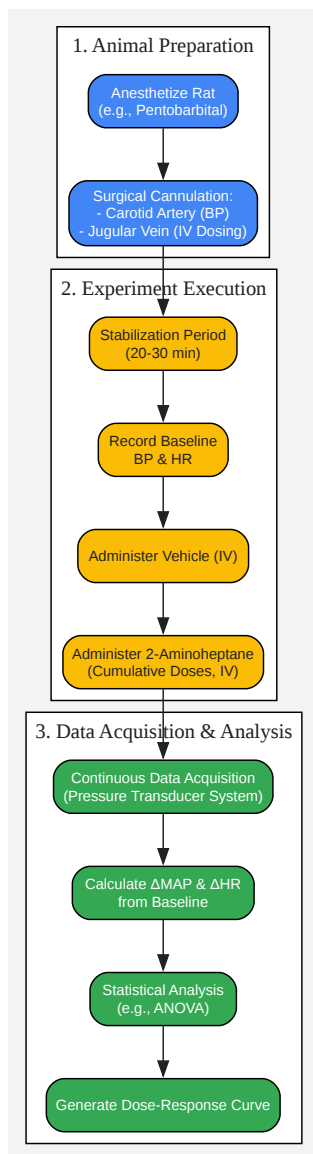 1. Animal Preparation
Anesthetize Rat
(e.g., Pentobarbital)
Surgical Cannulation:
- Carotid Artery (BP)
- Jugular Vein (IV Dosing)
2. Experiment Execution
Stabilization Period
(20-30 min)
Record Baseline
BP & HR
Administer Vehicle (IV)
Administer 2-Aminoheptane
(Cumulative Doses, IV)
3. Data Acquisition & Analysis
Continuous Data Acquisition
(Pressure Transducer System)
Calculate ΔMAP & ΔHR
from Baseline
Statistical Analysis
(e.g., ANOVA)
Generate Dose-Response Curve